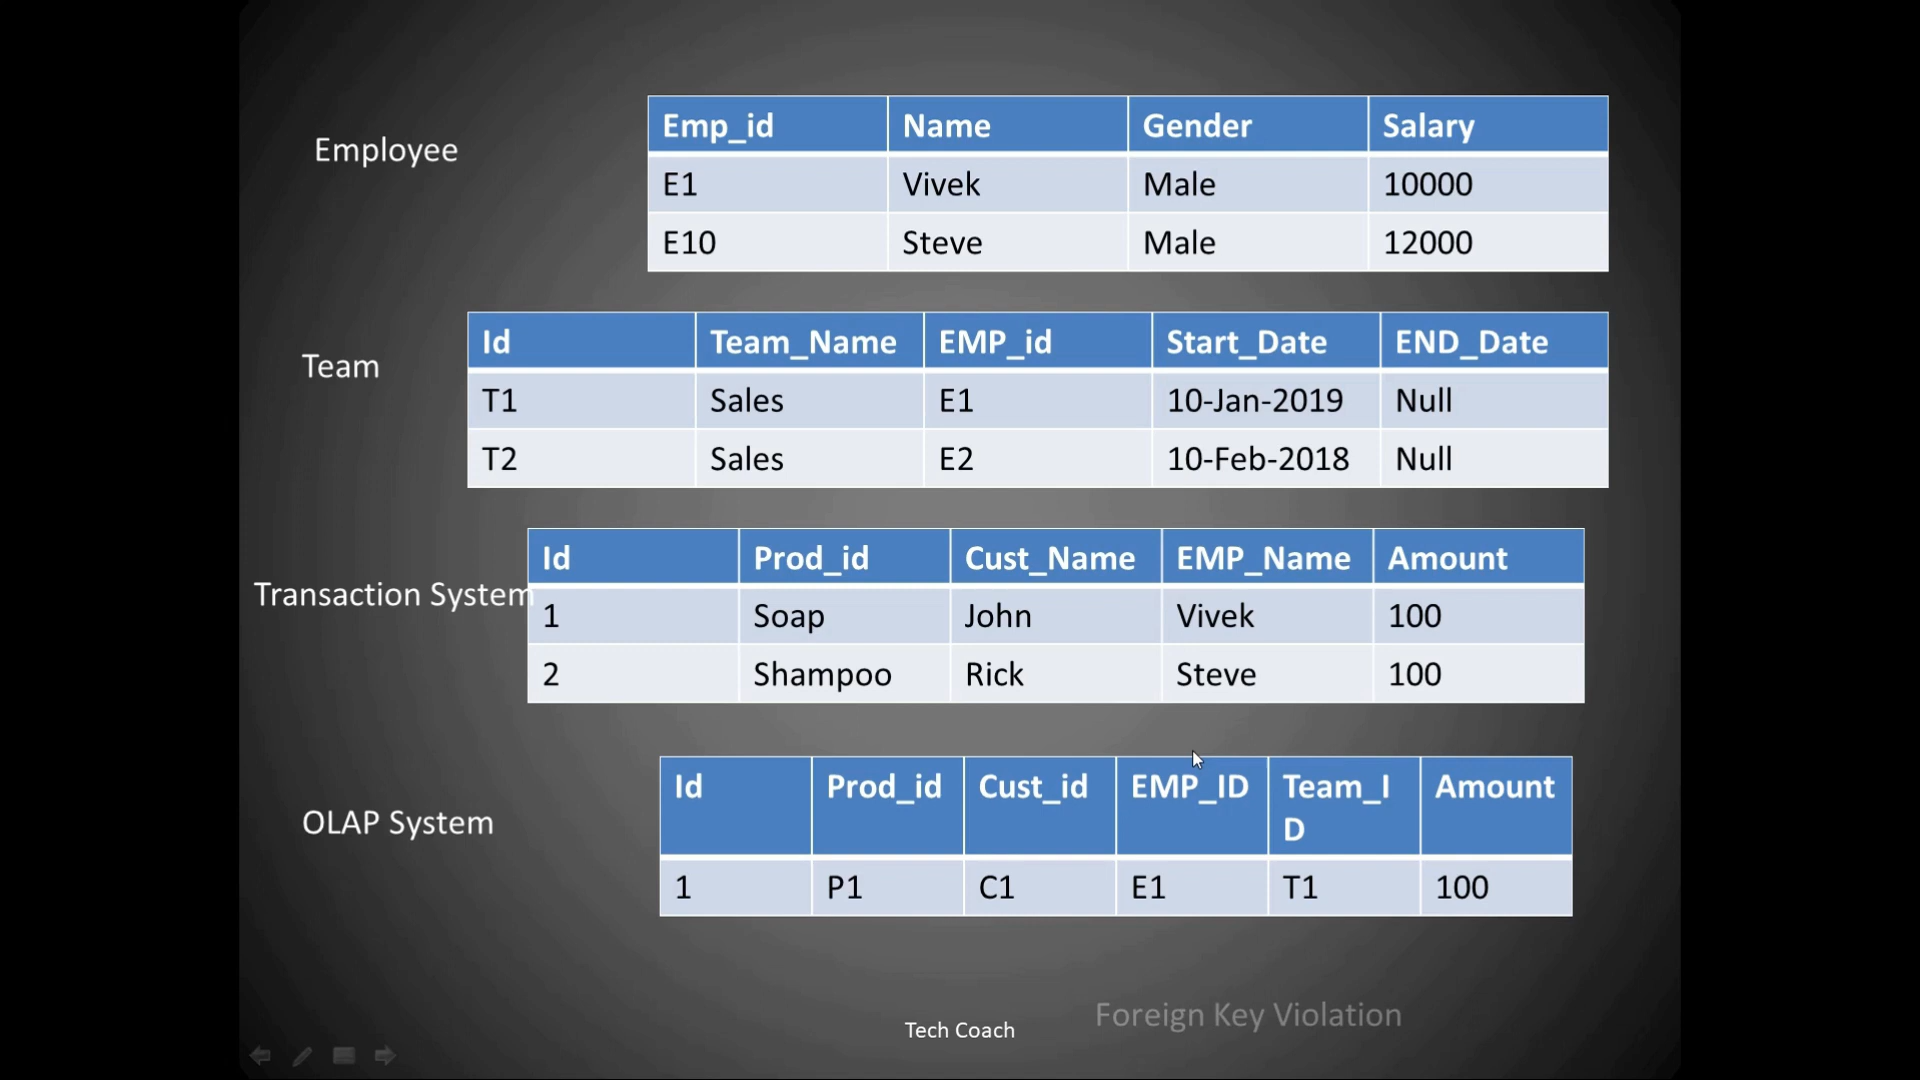 Employee
Emp_id Name Gender Salary
E1 Vivek Male 10000
E10 Steve Male 12000
Team
Id Team_Name EMP_id Start_Date END_Date
T1 Sales E1 10-Jan-2019 Null
T2 Sales E2 10-Feb-2018 Null
Transaction System
Id Prod_id Cust_Name EMP_Name Amount
1 Soap John Vivek 100
2 Shampoo Rick Steve 100
OLAP System
Id Prod_id Cust_id EMP_ID Team_I Amount
D
1 P1 C1 E1 T1 100
Foreign Key Violation
Tech Coach